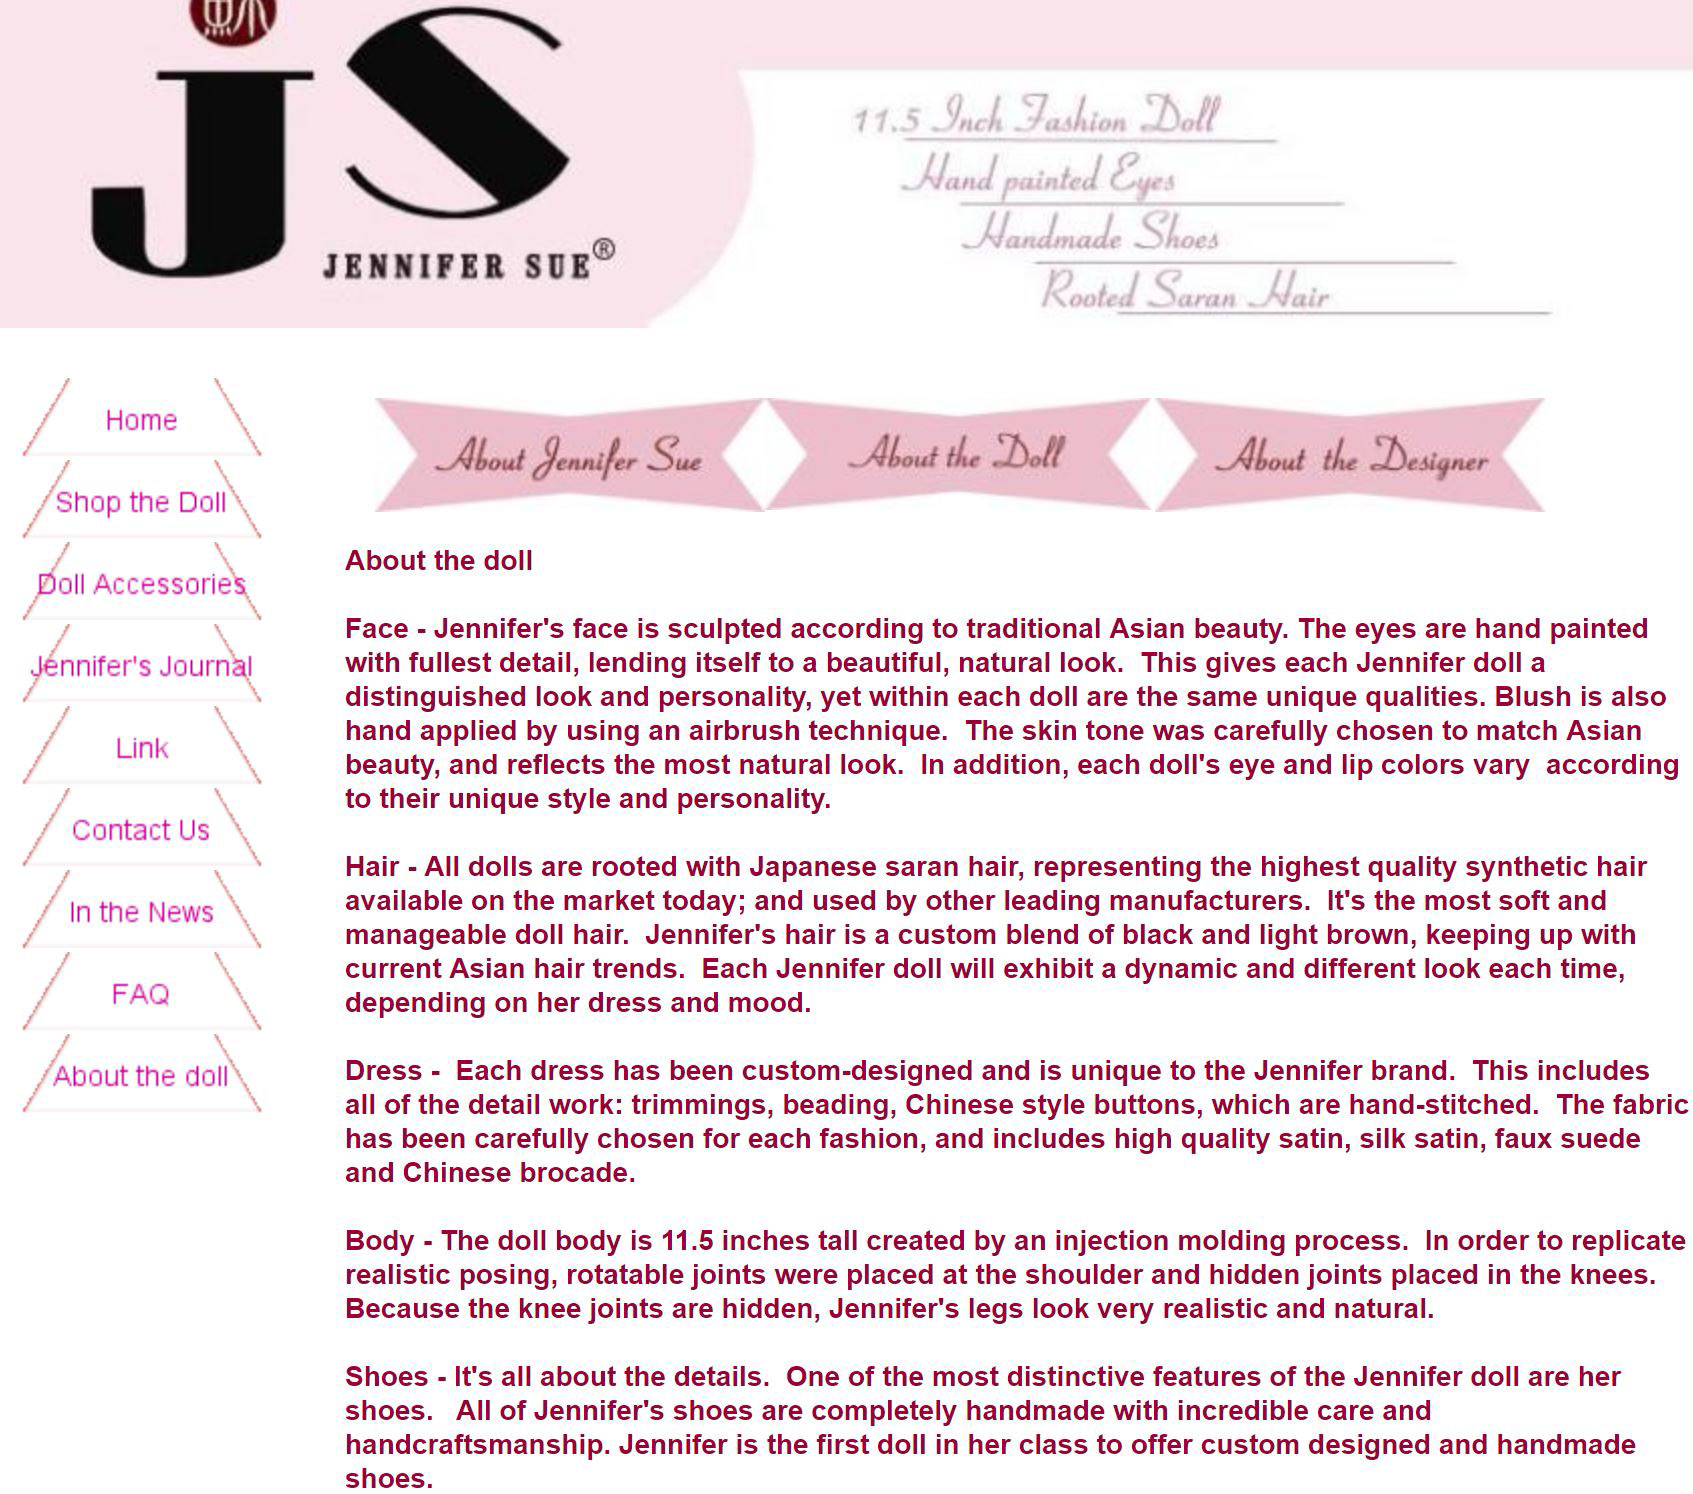 JS
JENNIFER SUE®
11.5 Inch Fashion Doll
Hand painted Eyes
Handmade Shoes
Rooted Saran Hair
Home
Shop the Doll
Doll Accessories
Jennifer's Journal
Link
Contact Us
In the News
FAQ
About the doll
About Jennifer Sue
About the Doll
About the Designer
About the doll
Face - Jennifer's face is sculpted according to traditional Asian beauty. The eyes are hand painted
with fullest detail, lending itself to a beautiful, natural look.  This gives each Jennifer doll a
distinguished look and personality, yet within each doll are the same unique qualities. Blush is also
hand applied by using an airbrush technique.  The skin tone was carefully chosen to match Asian
beauty, and reflects the most natural look.  In addition, each doll's eye and lip colors vary  according
to their unique style and personality.
Hair - All dolls are rooted with Japanese saran hair, representing the highest quality synthetic hair
available on the market today; and used by other leading manufacturers.  It's the most soft and
manageable doll hair.  Jennifer's hair is a custom blend of black and light brown, keeping up with
current Asian hair trends.  Each Jennifer doll will exhibit a dynamic and different look each time,
depending on her dress and mood.
Dress -  Each dress has been custom-designed and is unique to the Jennifer brand.  This includes
all of the detail work: trimmings, beading, Chinese style buttons, which are hand-stitched.  The fabric
has been carefully chosen for each fashion, and includes high quality satin, silk satin, faux suede
and Chinese brocade.
Body - The doll body is 11.5 inches tall created by an injection molding process.  In order to replicate
realistic posing, rotatable joints were placed at the shoulder and hidden joints placed in the knees.
Because the knee joints are hidden, Jennifer's legs look very realistic and natural.
Shoes - It's all about the details.  One of the most distinctive features of the Jennifer doll are her
shoes.   All of Jennifer's shoes are completely handmade with incredible care and
handcraftsmanship. Jennifer is the first doll in her class to offer custom designed and handmade
shoes.